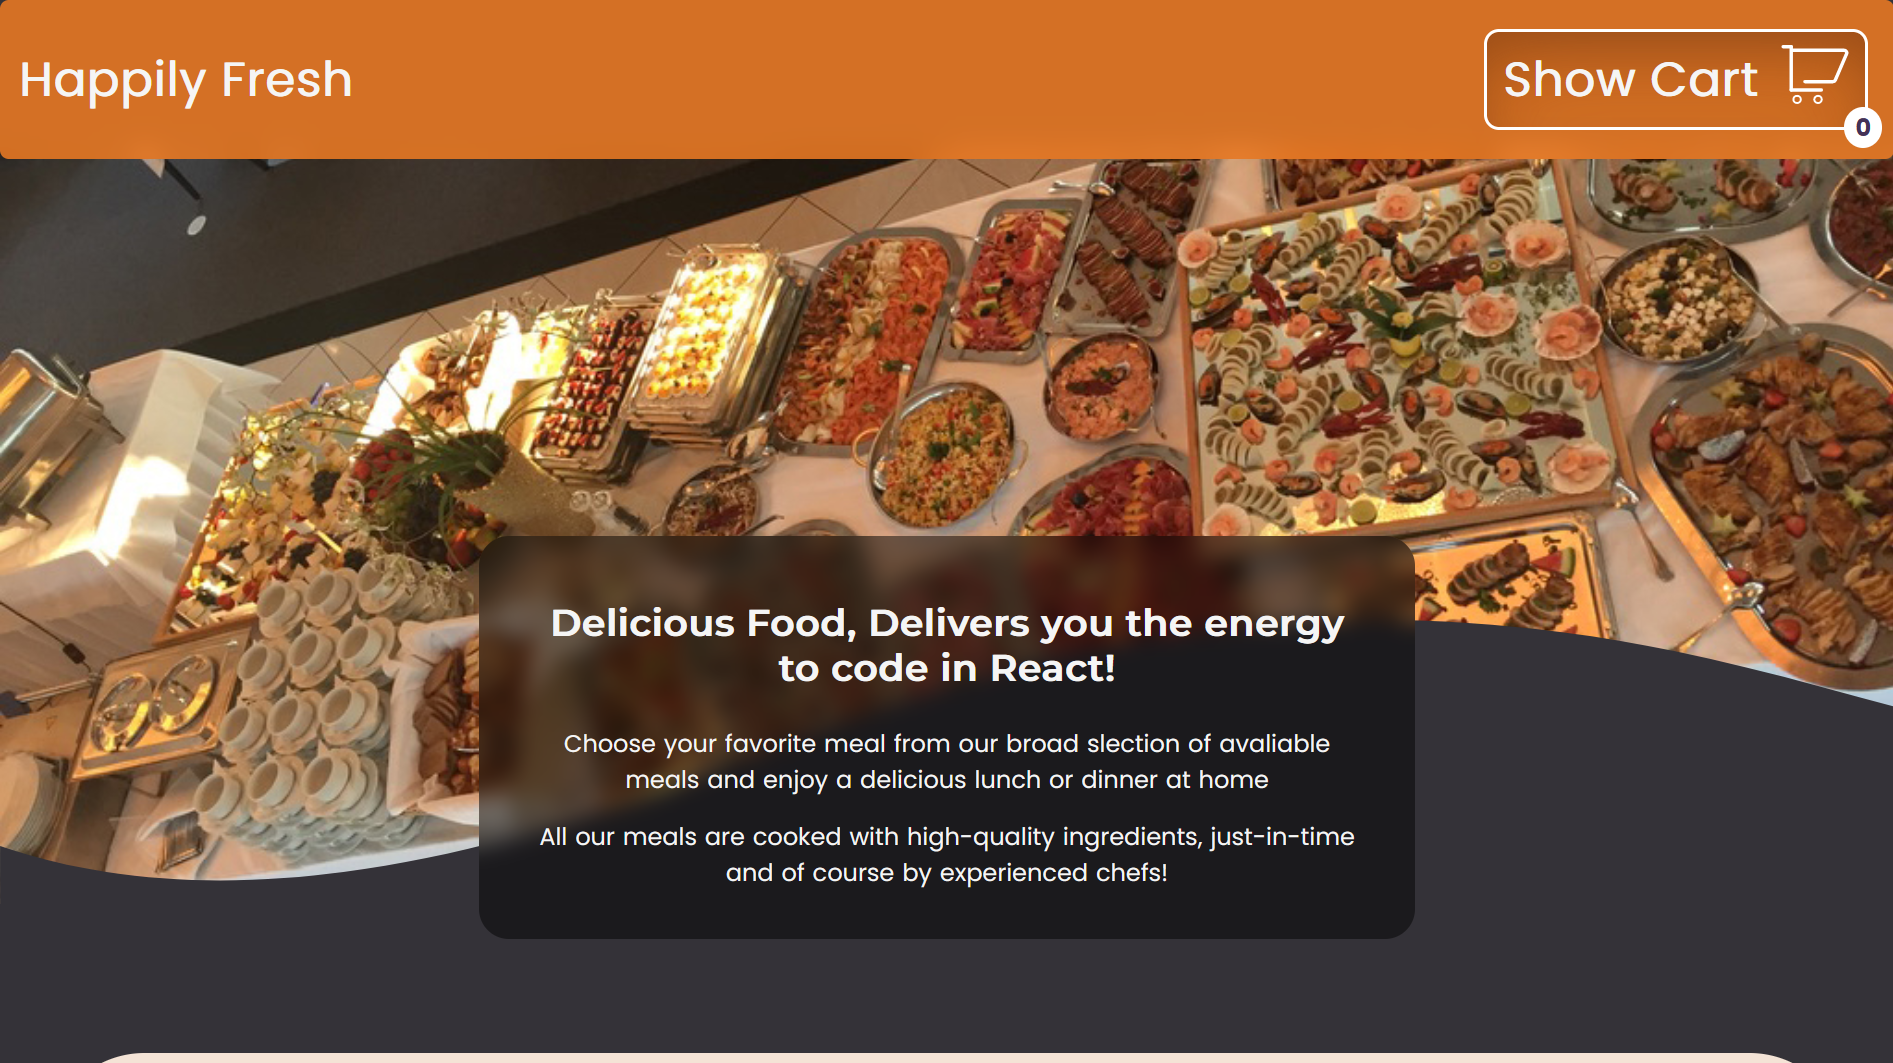 Happily Fresh
Show Cart
0
Delicious Food, Delivers you the energy
to code in React!
Choose your favorite meal from our broad slection of avaliable
meals and enjoy a delicious lunch or dinner at home
All our meals are cooked with high-quality ingredients, just-in-time
and of course by experienced chefs!